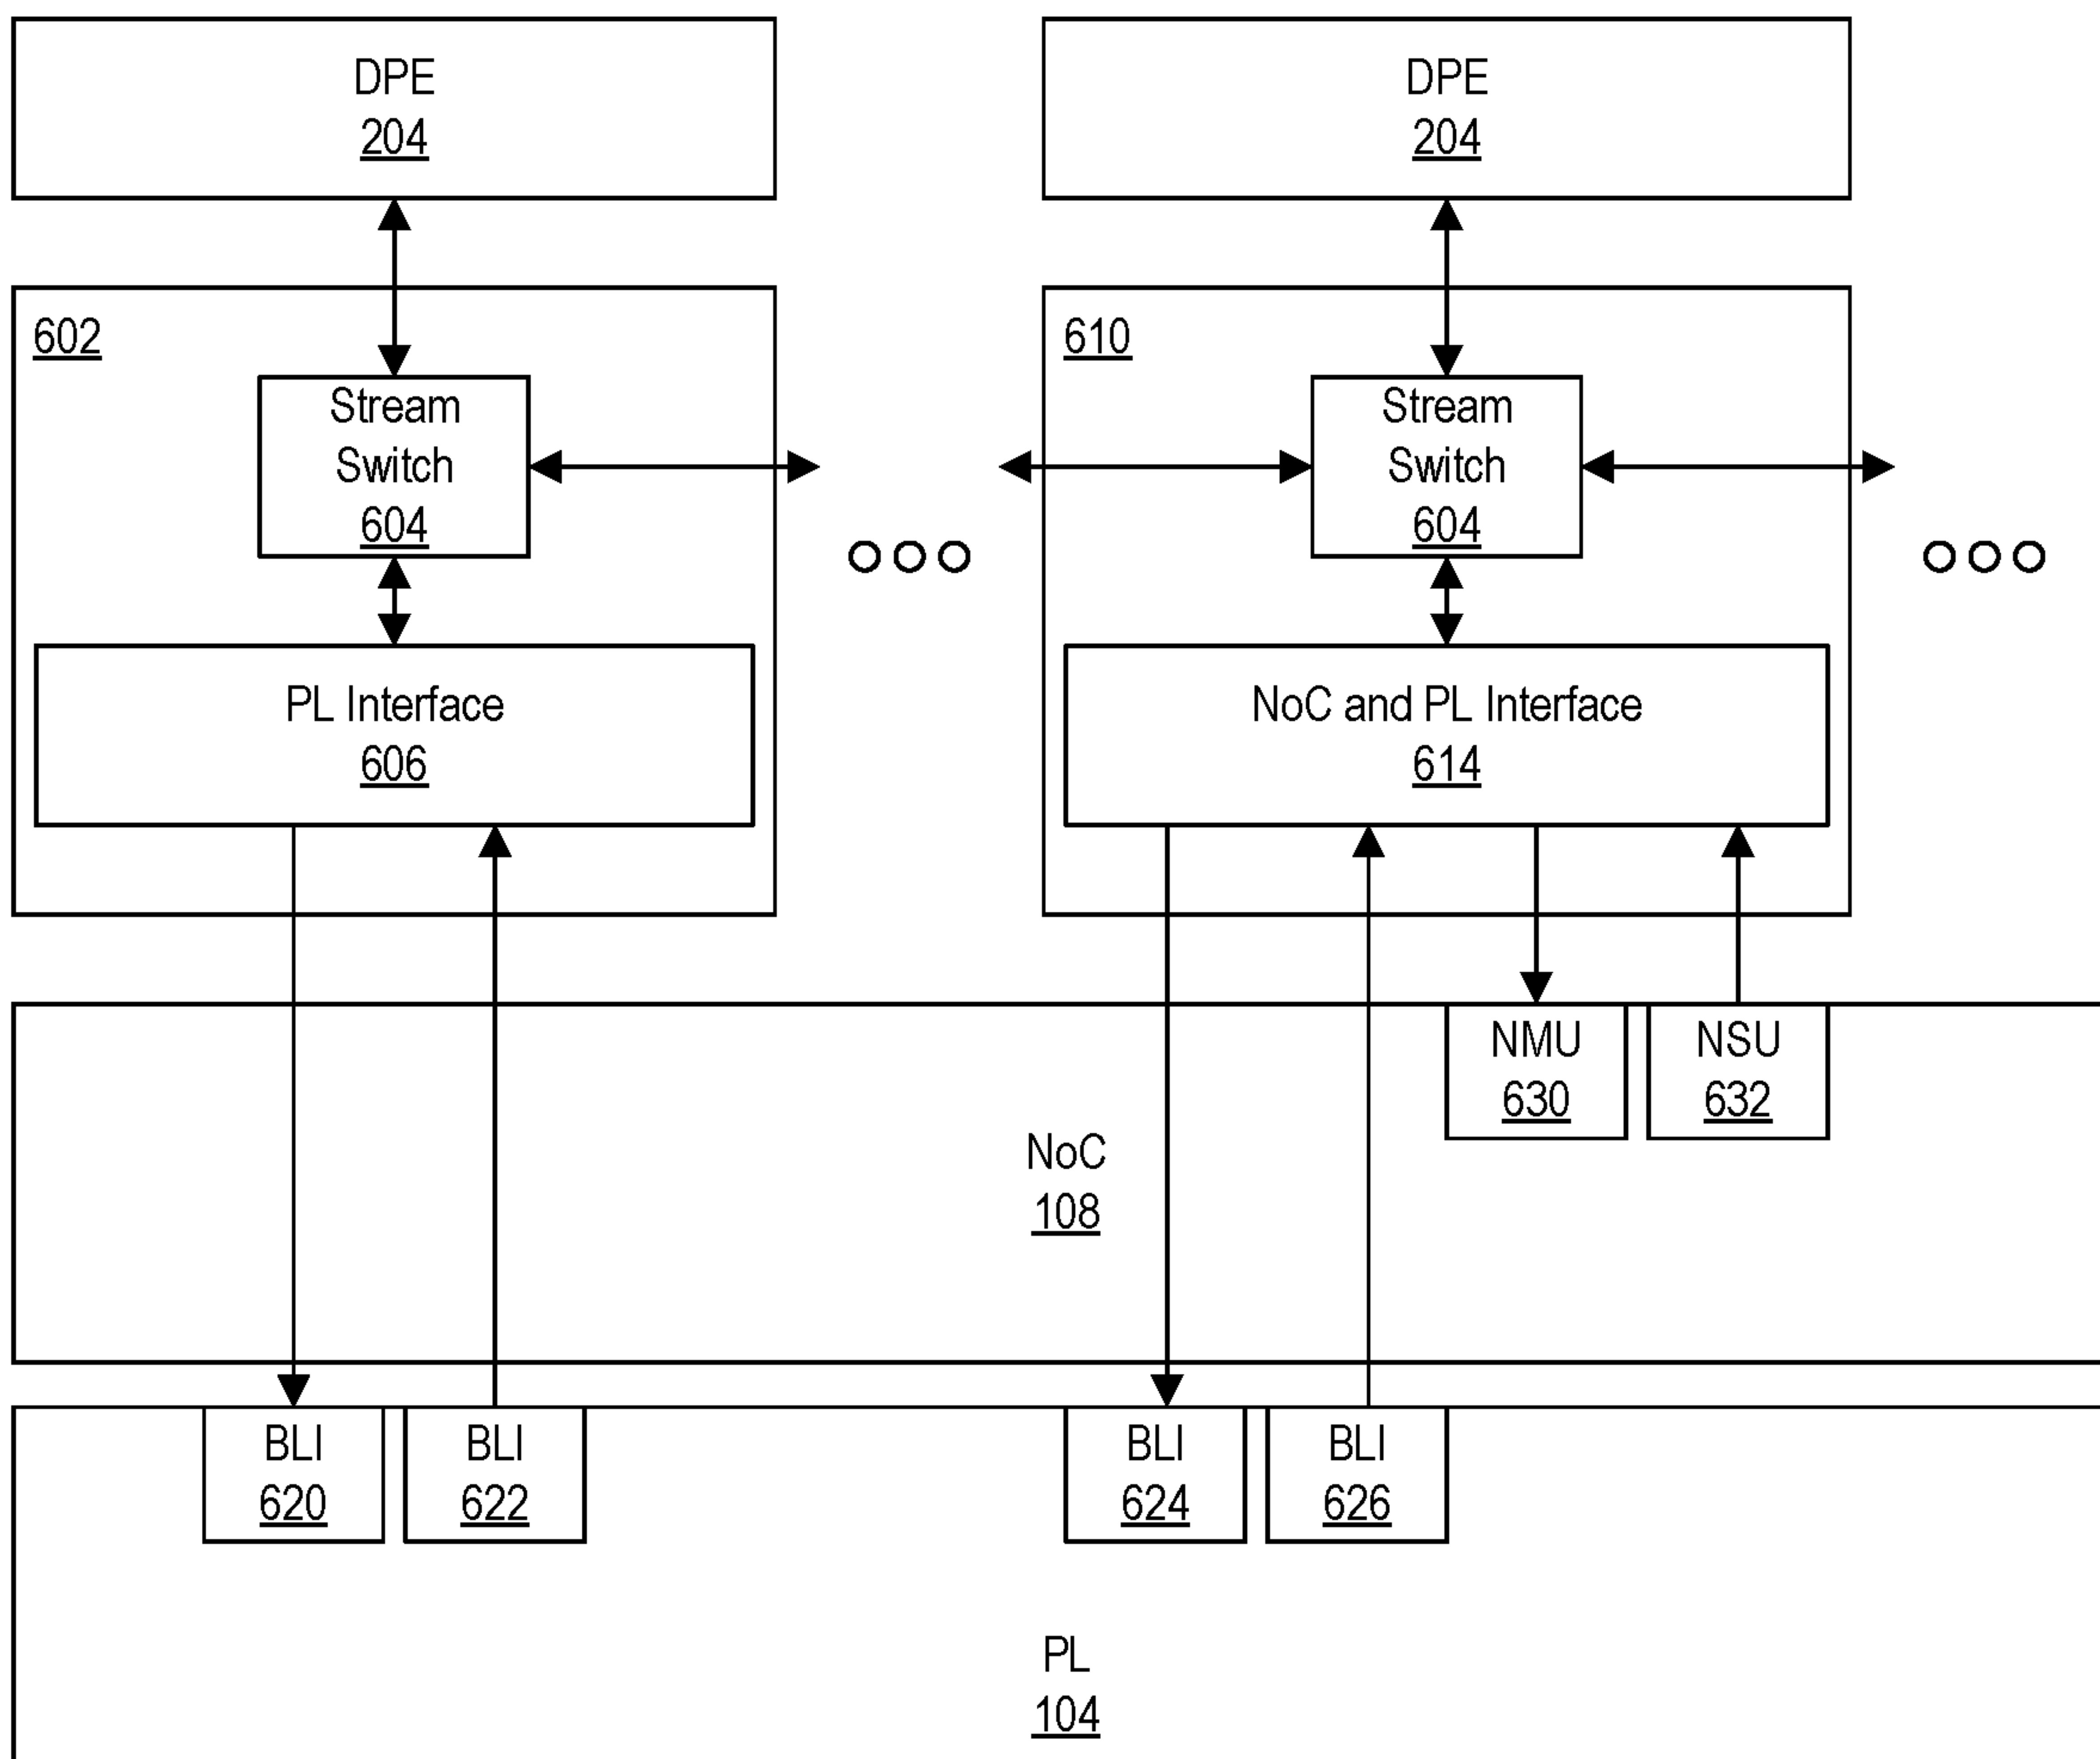 DPE
204
DPE
204
602
Stream
Switch
604
PL Interface
606
610
Stream
Switch
604
NoC and PL Interface
614
NMU
630
NSU
632
NoC
108
BLI
620
BLI
622
BLI
624
BLI
626
PL
104